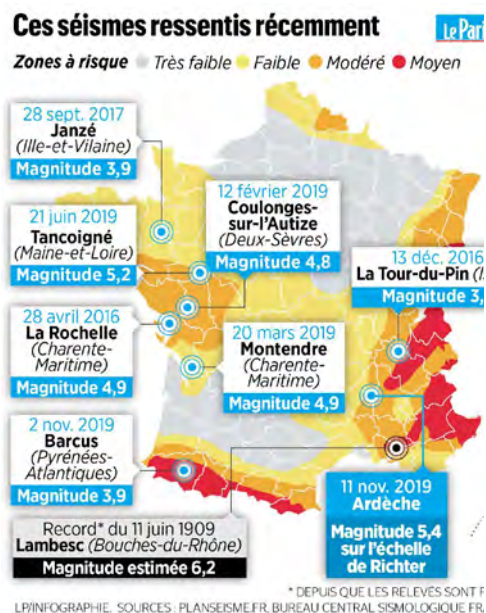 Ces séismes ressentis récemment
Le Pari
Zones à risque Très faible Faible Modéré Moyen
28 sept. 2017
Janzé
(Ille-et-Vilaine)
Magnitude 3,9
12 février 2019
Coulonges-
sur-l'Autize
(Deux-Sèvres)
Magnitude 4,8
21 juin 2019
Tancoigné
(Maine-et-Loire)
Magnitude 5,2
13 déc. 2016
La Tour-du-Pin (Is
Magnitude 3,
28 avril 2016
La Rochelle
(Charente-
Maritime)
Magnitude 4,9
20 mars 2019
Montendre
(Charente-
Maritime)
Magnitude 4,9
2 nov. 2019
Barcus
(Pyrénées-
Atlantiques)
Magnitude 3,9
11 nov. 2019
Ardèche
Magnitude 5,4
sur l'échelle
de Richter
Record* du 11 juin 1909
Lambesc (Bouches-du-Rhône)
Magnitude estimée 6,2
* DEPUIS QUE LES RELEVÉS SONT F
LP/INFOGRAPHIE. SOURCES : PLANSEISME.FR, BUREAU CENTRAL SISMOLOGIQUE FR